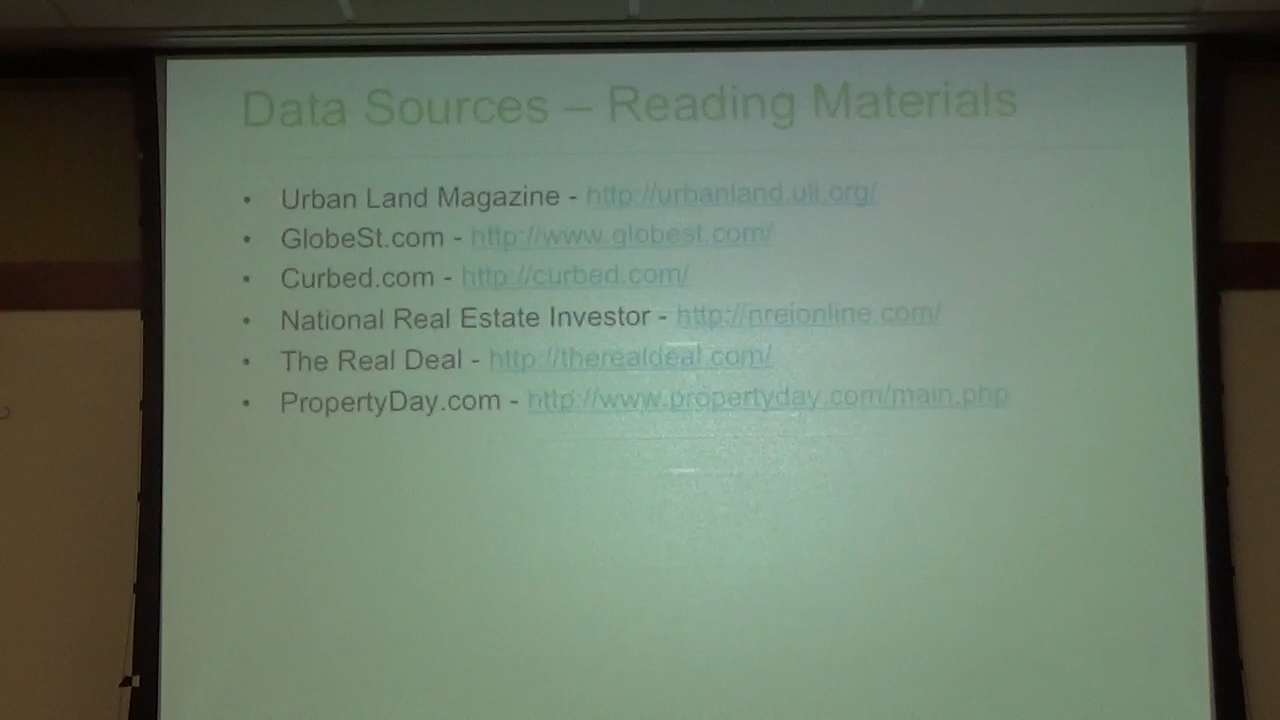 Data Sources – Reading Materials
• Urban Land Magazine - http://urbanland.uli.org/
• GlobeSt.com - http://www.globest.com/
• Curbed.com - http://curbed.com/
• National Real Estate Investor - http://nreionline.com/
• The Real Deal - http://therealdeal.com/
• PropertyDay.com - http://www.propertyday.com/main.php